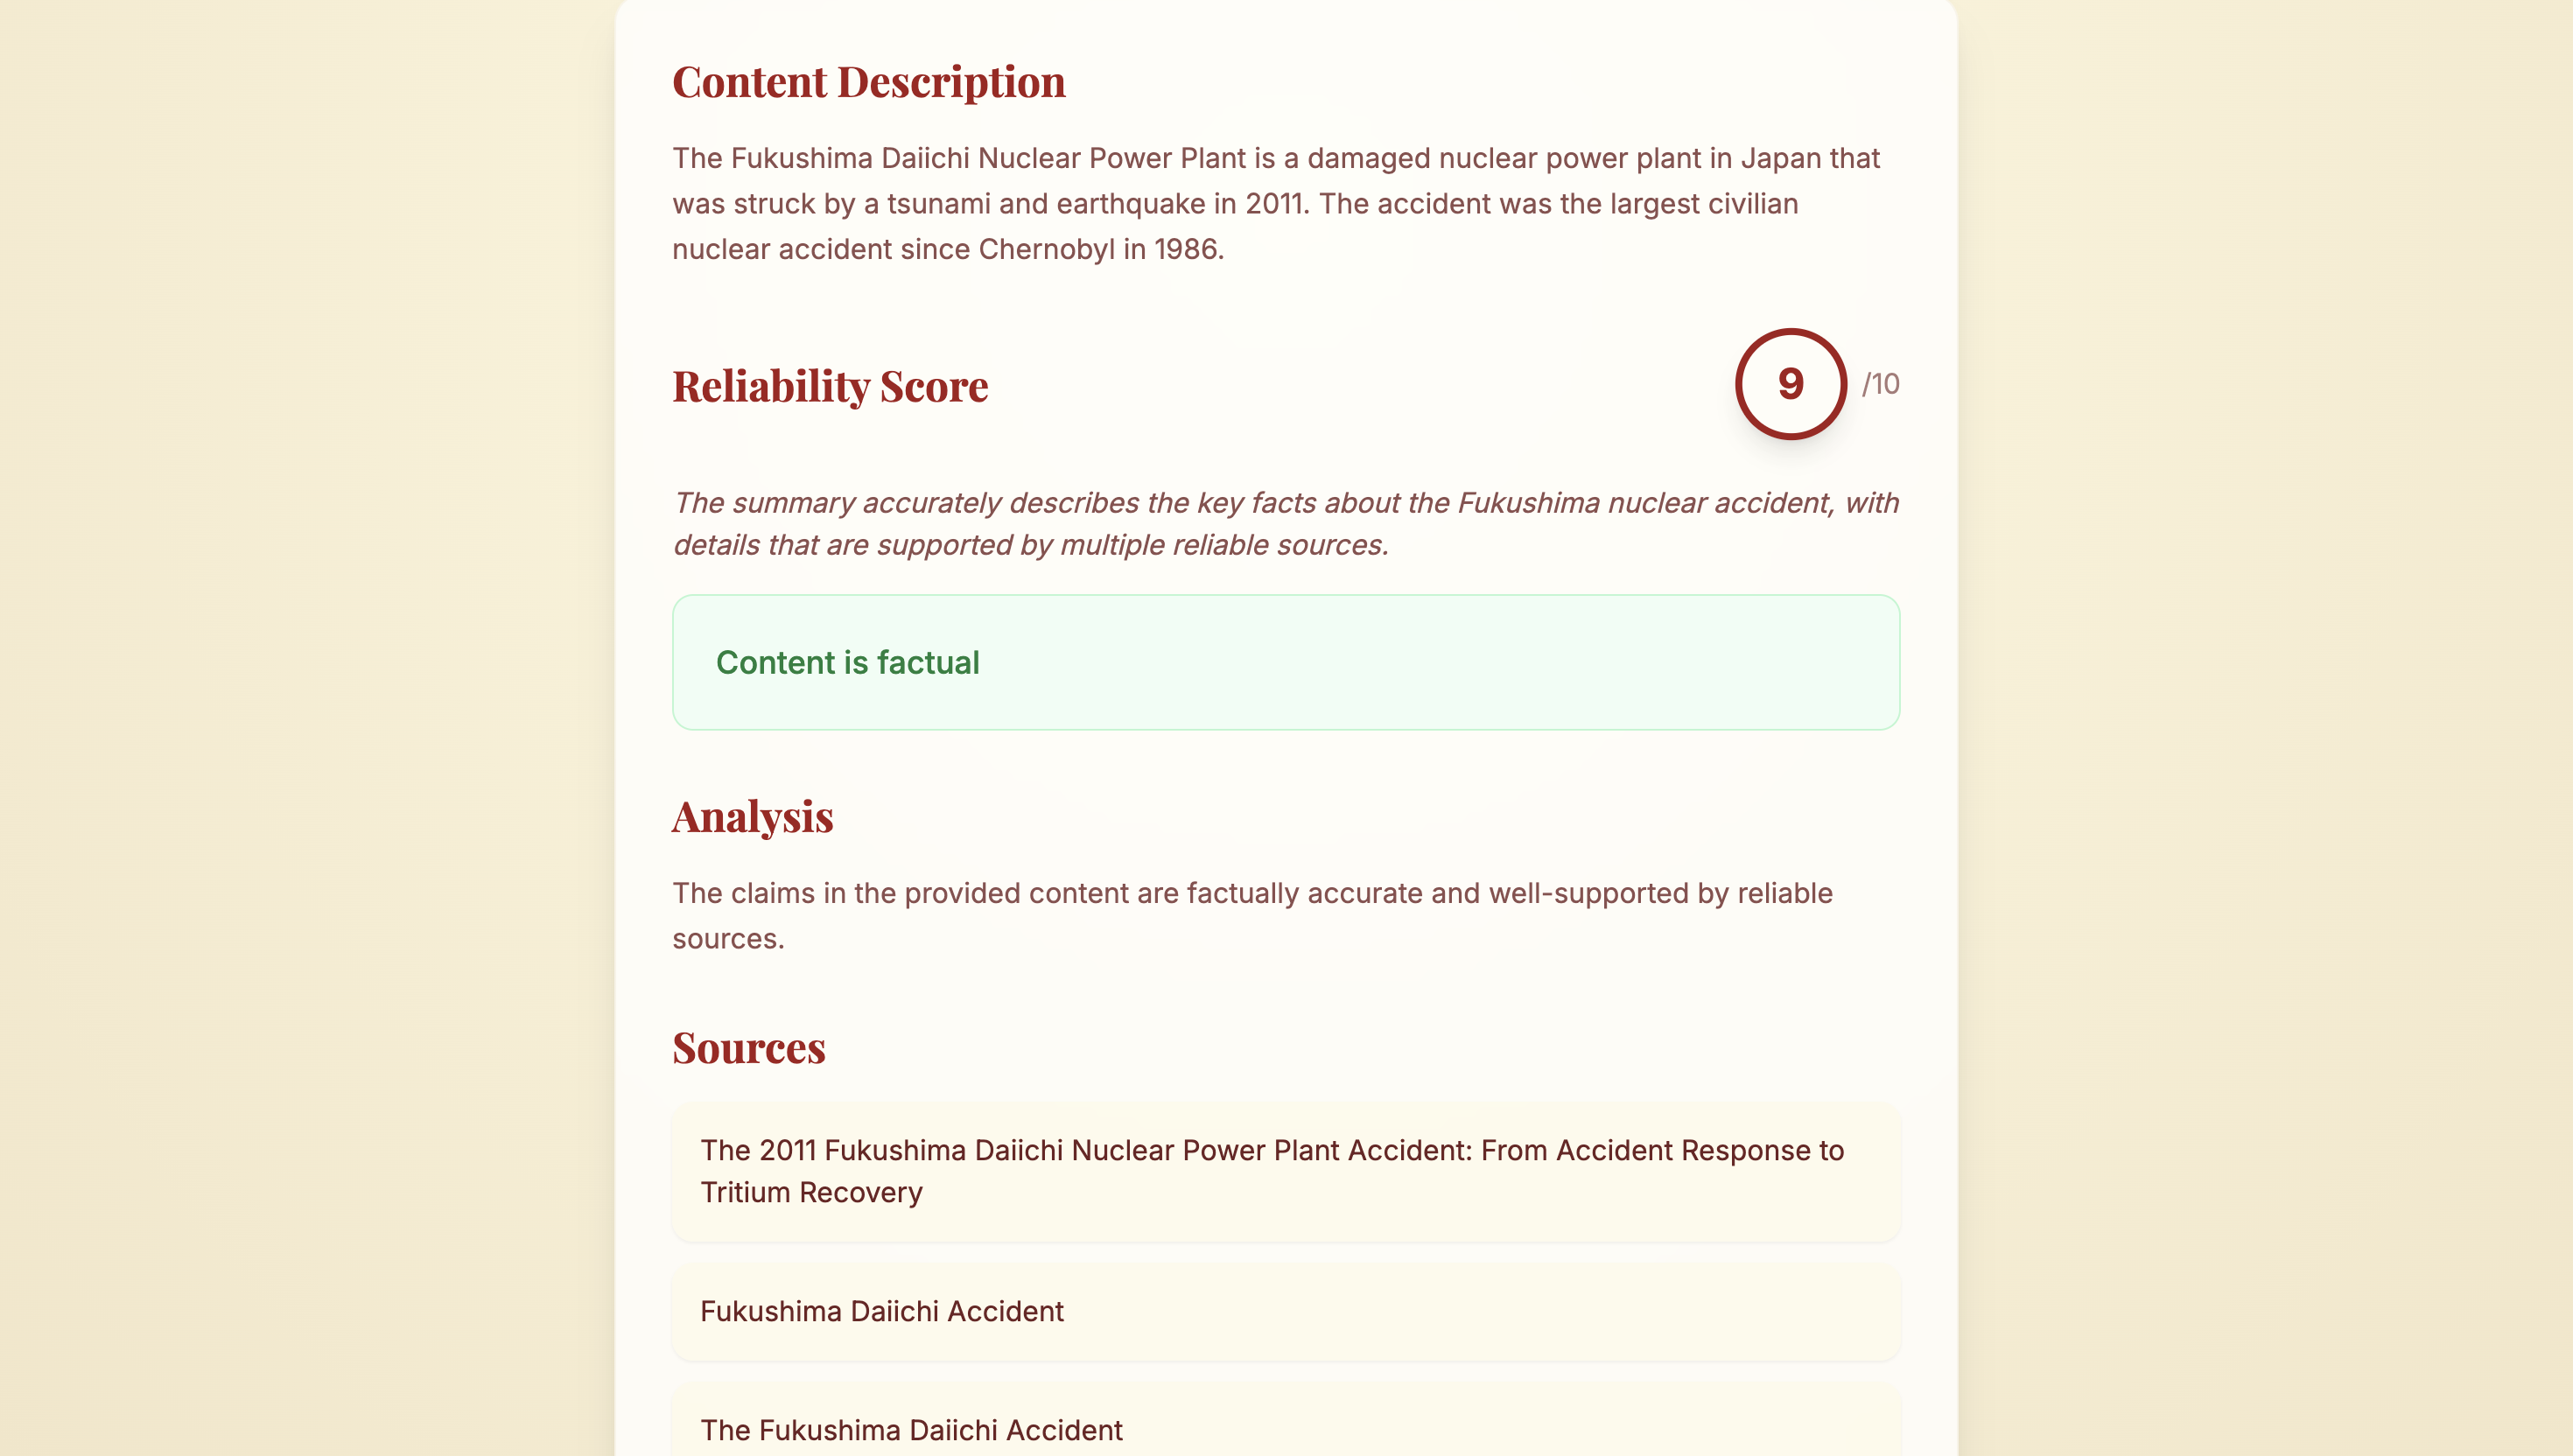 Content Description
The Fukushima Daiichi Nuclear Power Plant is a damaged nuclear power plant in Japan that
was struck by a tsunami and earthquake in 2011. The accident was the largest civilian
nuclear accident since Chernobyl in 1986.
Reliability Score
9 /10
The summary accurately describes the key facts about the Fukushima nuclear accident, with
details that are supported by multiple reliable sources.
Content is factual
Analysis
The claims in the provided content are factually accurate and well-supported by reliable
sources.
Sources
The 2011 Fukushima Daiichi Nuclear Power Plant Accident: From Accident Response to
Tritium Recovery
Fukushima Daiichi Accident
The Fukushima Daiichi Accident